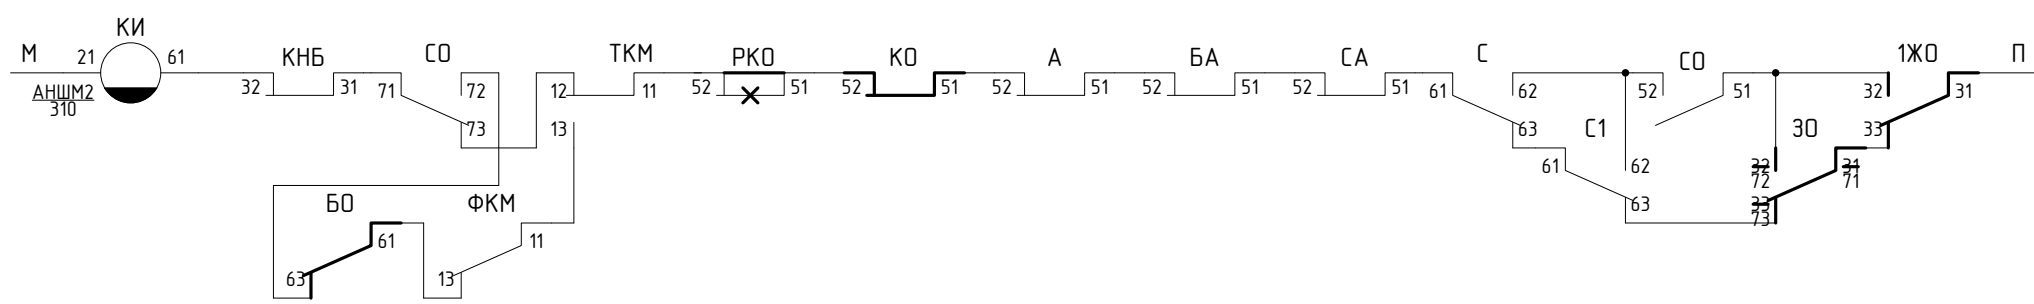 М 21 КИ 61
АНШМ2
310
32 КНБ 31
71 СО 72
73
12 ТКМ 11
13
52 РКО 51
52 КО 51
52 А 51
52 БА 51
52 СА 51
61 С 62
63
52 СО 51
32 1ЖО 31
33
П
61 С1 62
63
32 ЗО 31
72 71
33
73
БО 61
63
ФКМ 11
13